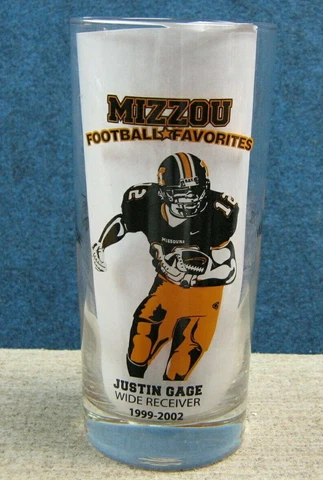 MIZZOU
FOOTBALL FAVORITES
12 12
MISSOURI
JUSTIN GAGE
WIDE RECEIVER
1999-2002